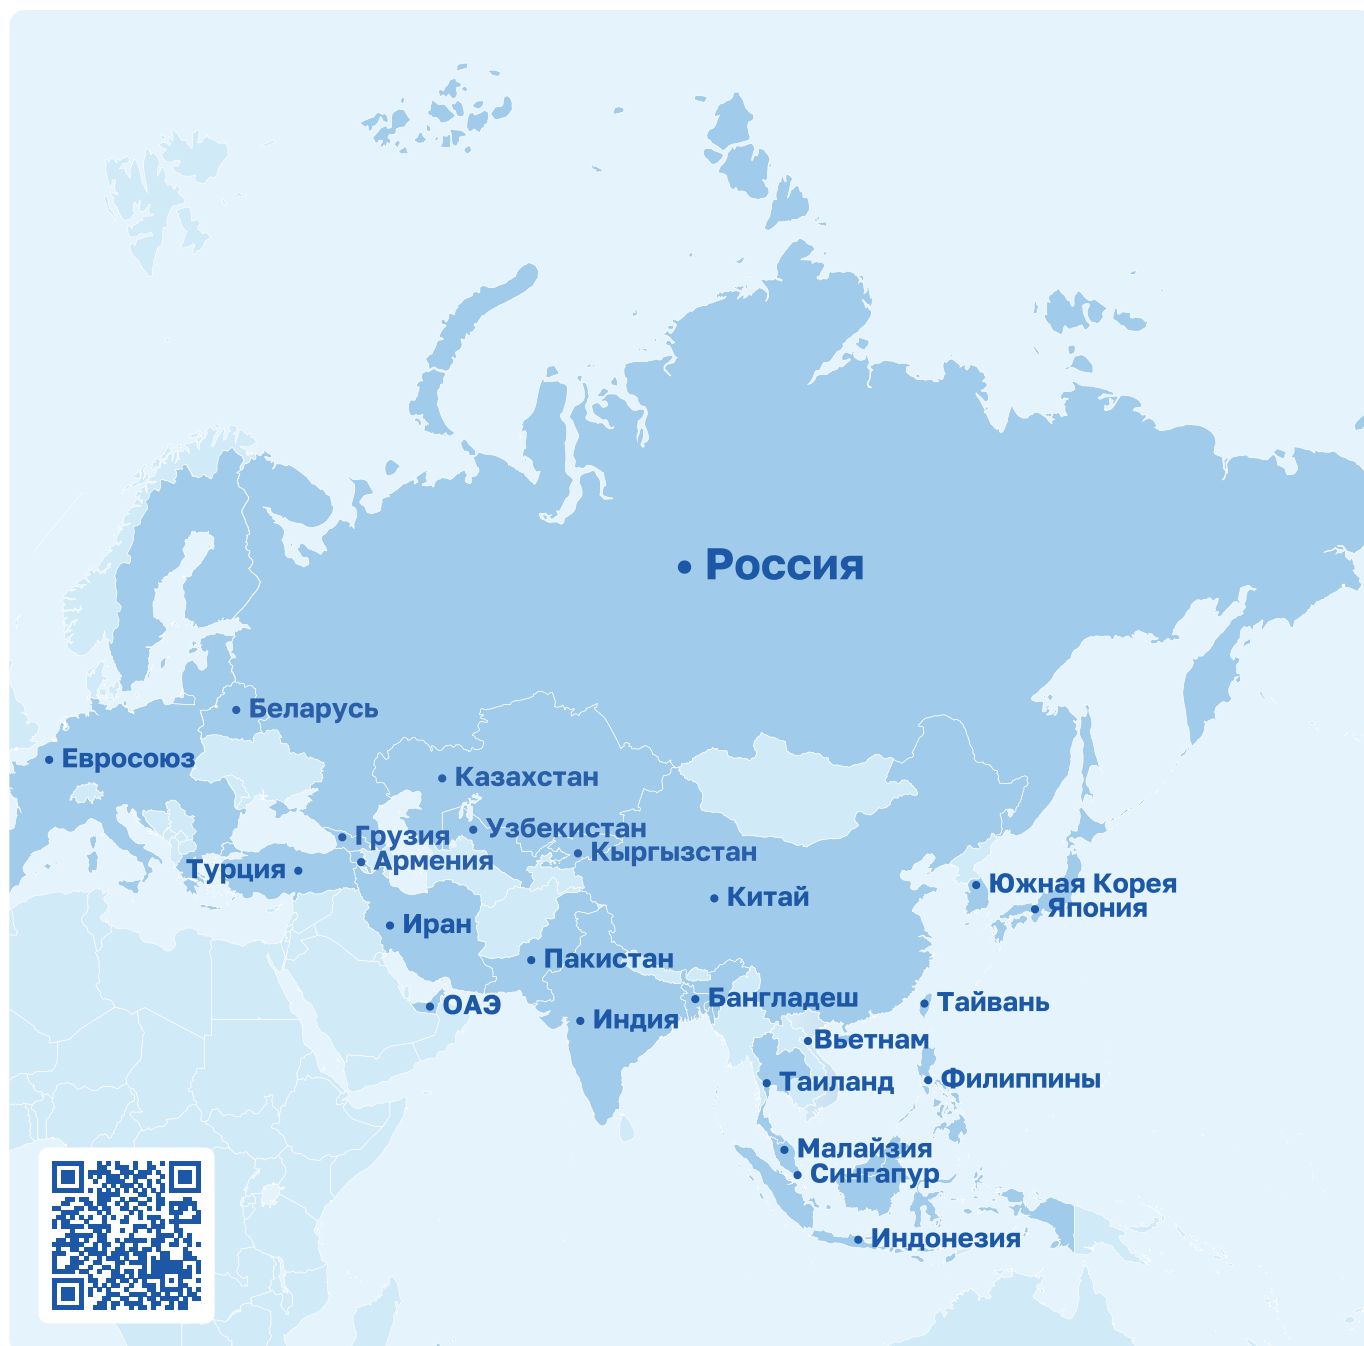 Россия
Беларусь
Евросоюз
Казахстан
Узбекистан
Грузия
Кыргызстан
Армения
Турция
Южная Корея
Китай
Япония
Иран
Пакистан
Бангладеш
Тайвань
ОАЭ
Индия
Вьетнам
Филиппины
Таиланд
Малайзия
Сингапур
Индонезия